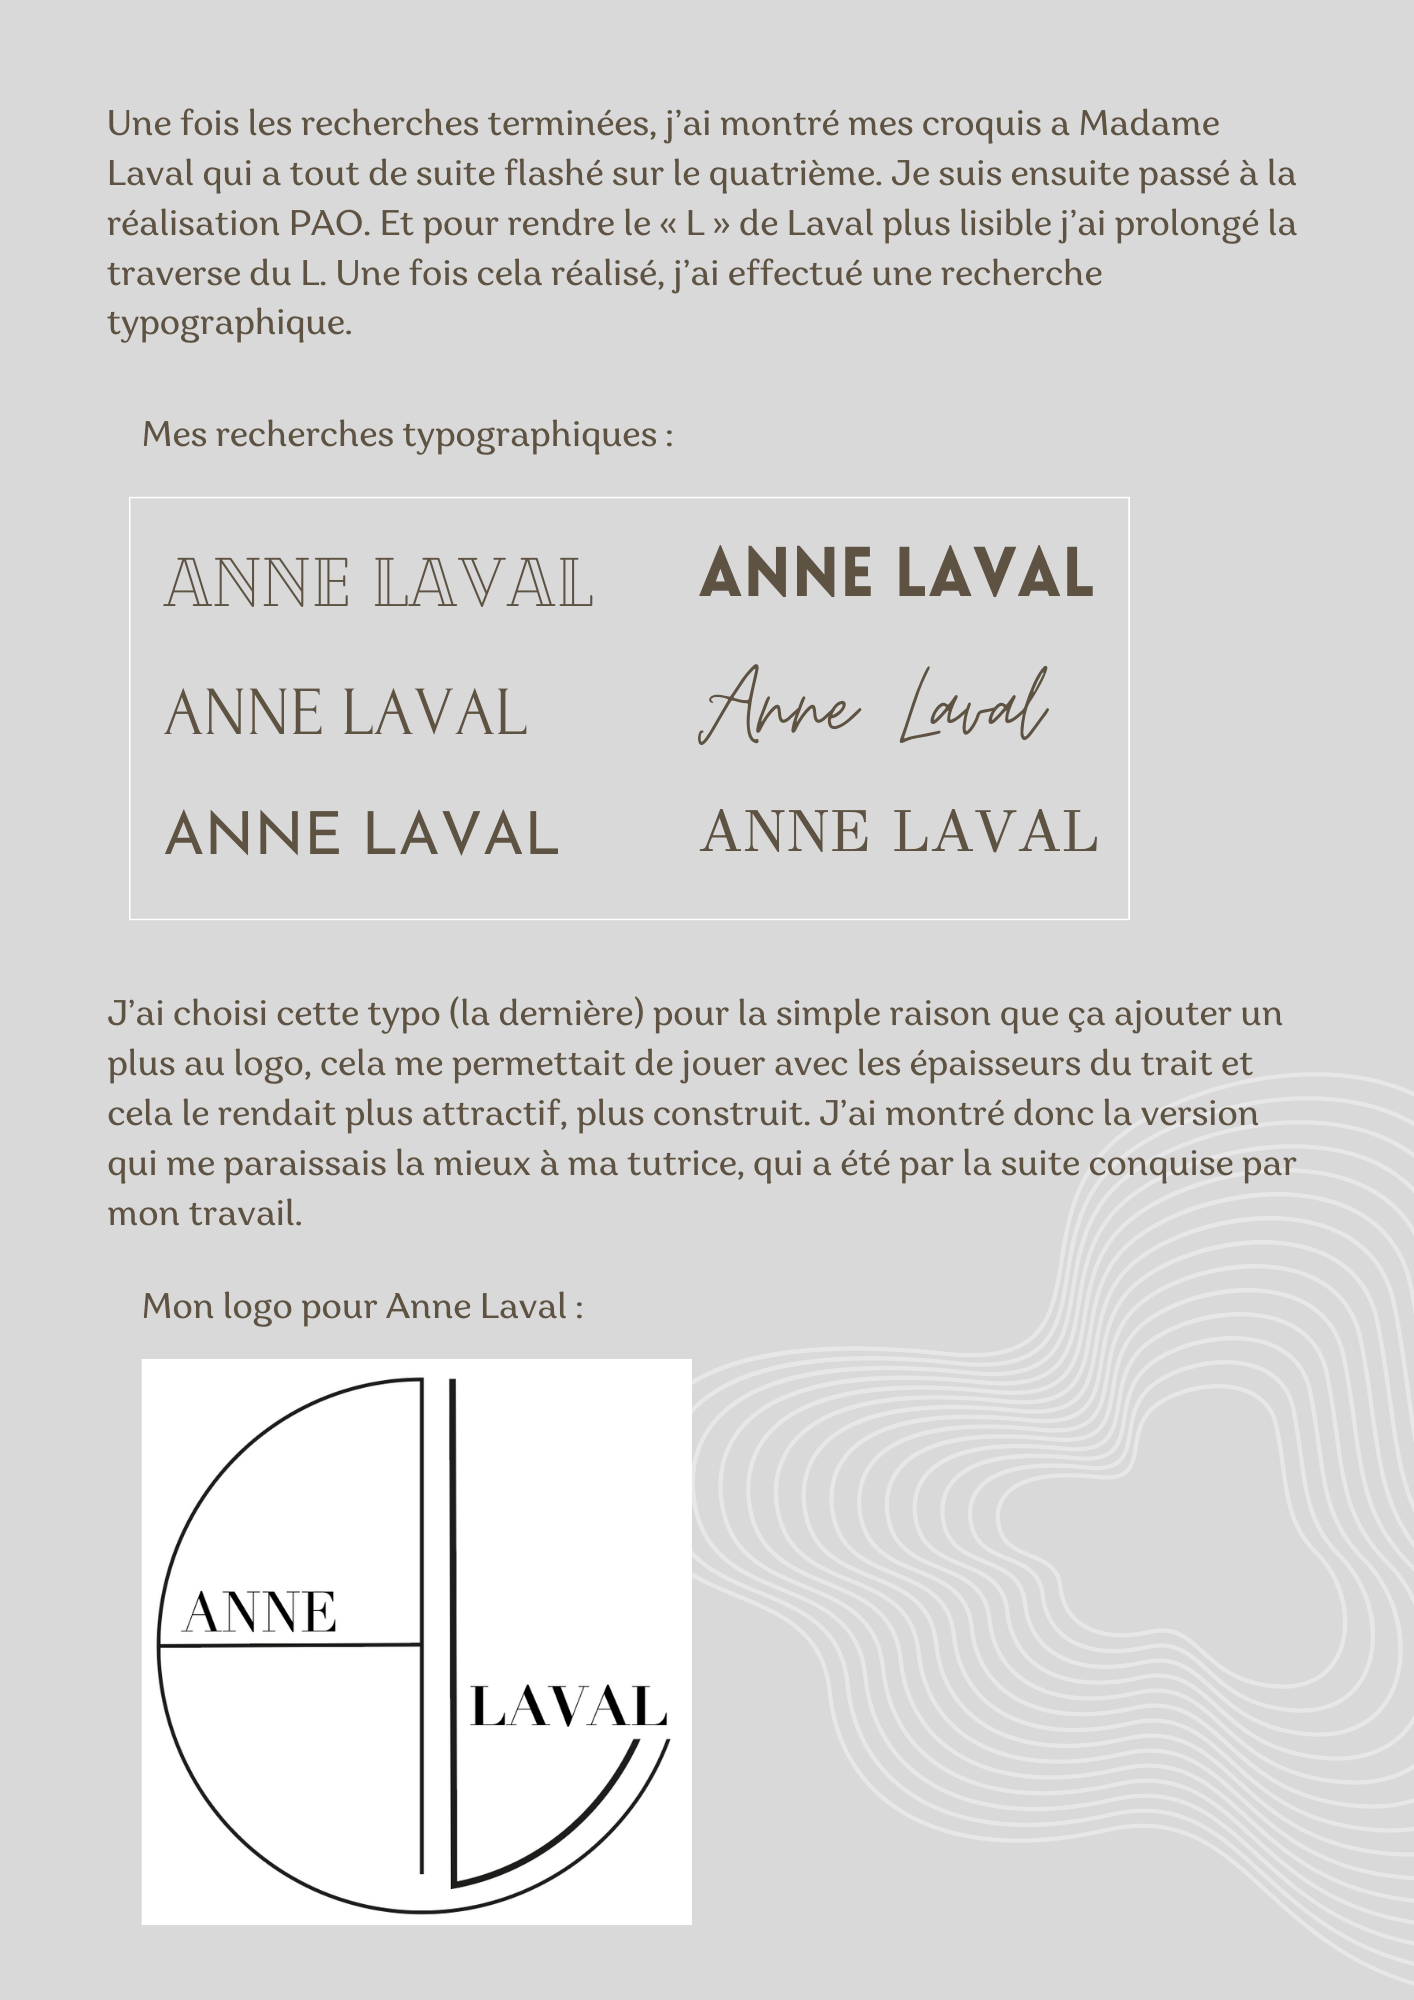 Une fois les recherches terminées, j’ai montré mes croquis a Madame
Laval qui a tout de suite flashé sur le quatrième. Je suis ensuite passé à la
réalisation PAO. Et pour rendre le « L » de Laval plus lisible j’ai prolongé la
traverse du L. Une fois cela réalisé, j’ai effectué une recherche
typographique.
Mes recherches typographiques :
ANNE LAVAL
ANNE LAVAL
ANNE LAVAL
Anne Laval
ANNE LAVAL
ANNE LAVAL
J’ai choisi cette typo (la dernière) pour la simple raison que ça ajouter un
plus au logo, cela me permettait de jouer avec les épaisseurs du trait et
cela le rendait plus attractif, plus construit. J’ai montré donc la version
qui me paraissais la mieux à ma tutrice, qui a été par la suite conquise par
mon travail.
Mon logo pour Anne Laval :
ANNE
LAVAL